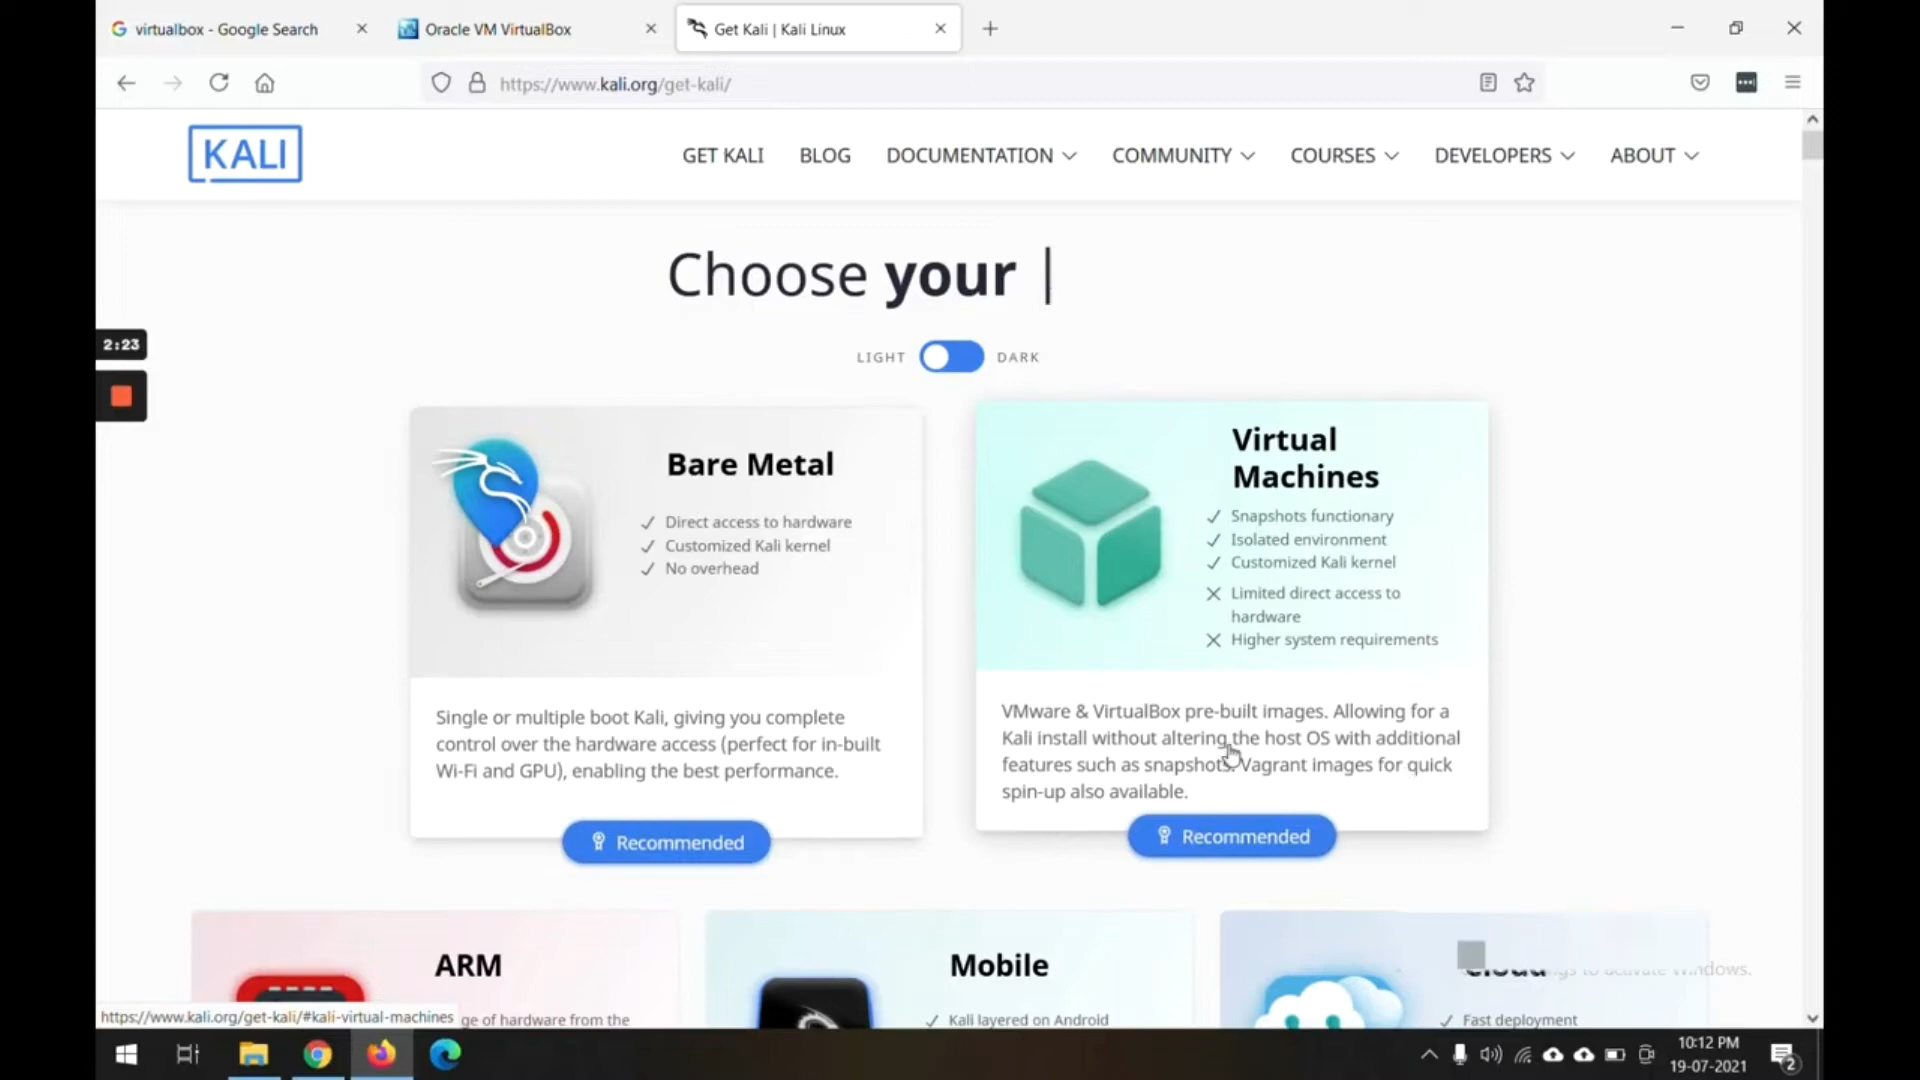 virtualbox - Google Search
Oracle VM VirtualBox
Get Kali | Kali Linux
https://www.kali.org/get-kali/
KALI
GET KALI
BLOG
DOCUMENTATION
COMMUNITY
COURSES
DEVELOPERS
ABOUT
Choose your |
2:23
LIGHT
DARK
Bare Metal
Direct access to hardware
Customized Kali kernel
No overhead
Single or multiple boot Kali, giving you complete
control over the hardware access (perfect for in-built
Wi-Fi and GPU), enabling the best performance.
Recommended
Virtual
Machines
Snapshots functionary
Isolated environment
Customized Kali kernel
Limited direct access to
hardware
Higher system requirements
VMware & VirtualBox pre-built images. Allowing for a
Kali install without altering the host OS with additional
features such as snapshots. Vagrant images for quick
spin-up also available.
Recommended
ARM
Mobile
Cloud
to activate Windows.
https://www.kali.org/get-kali/#kali-virtual-machines
ge of hardware from the
Kali layered on Android
Fast deployment
10:12 PM
19-07-2021
2